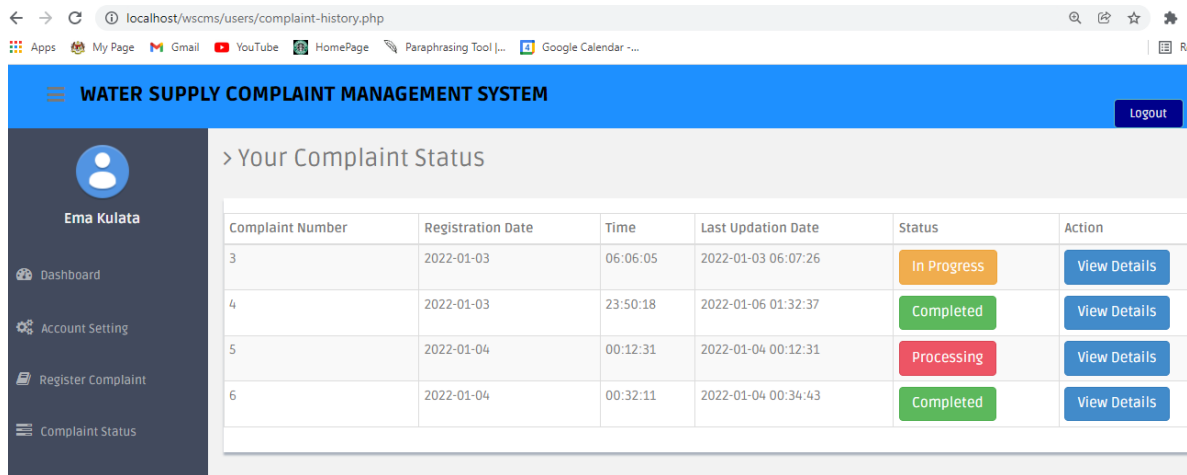 localhost/wscms/users/complaint-history.php
Apps My Page Gmail YouTube HomePage Paraphrasing Tool |... 4 Google Calendar -... R
WATER SUPPLY COMPLAINT MANAGEMENT SYSTEM
Logout
Ema Kulata
Dashboard
Account Setting
Register Complaint
Complaint Status
> Your Complaint Status
Complaint Number Registration Date Time Last Updation Date Status Action
3 2022-01-03 06:06:05 2022-01-03 06:07:26 In Progress View Details
4 2022-01-03 23:50:18 2022-01-06 01:32:37 Completed View Details
5 2022-01-04 00:12:31 2022-01-04 00:12:31 Processing View Details
6 2022-01-04 00:32:11 2022-01-04 00:34:43 Completed View Details